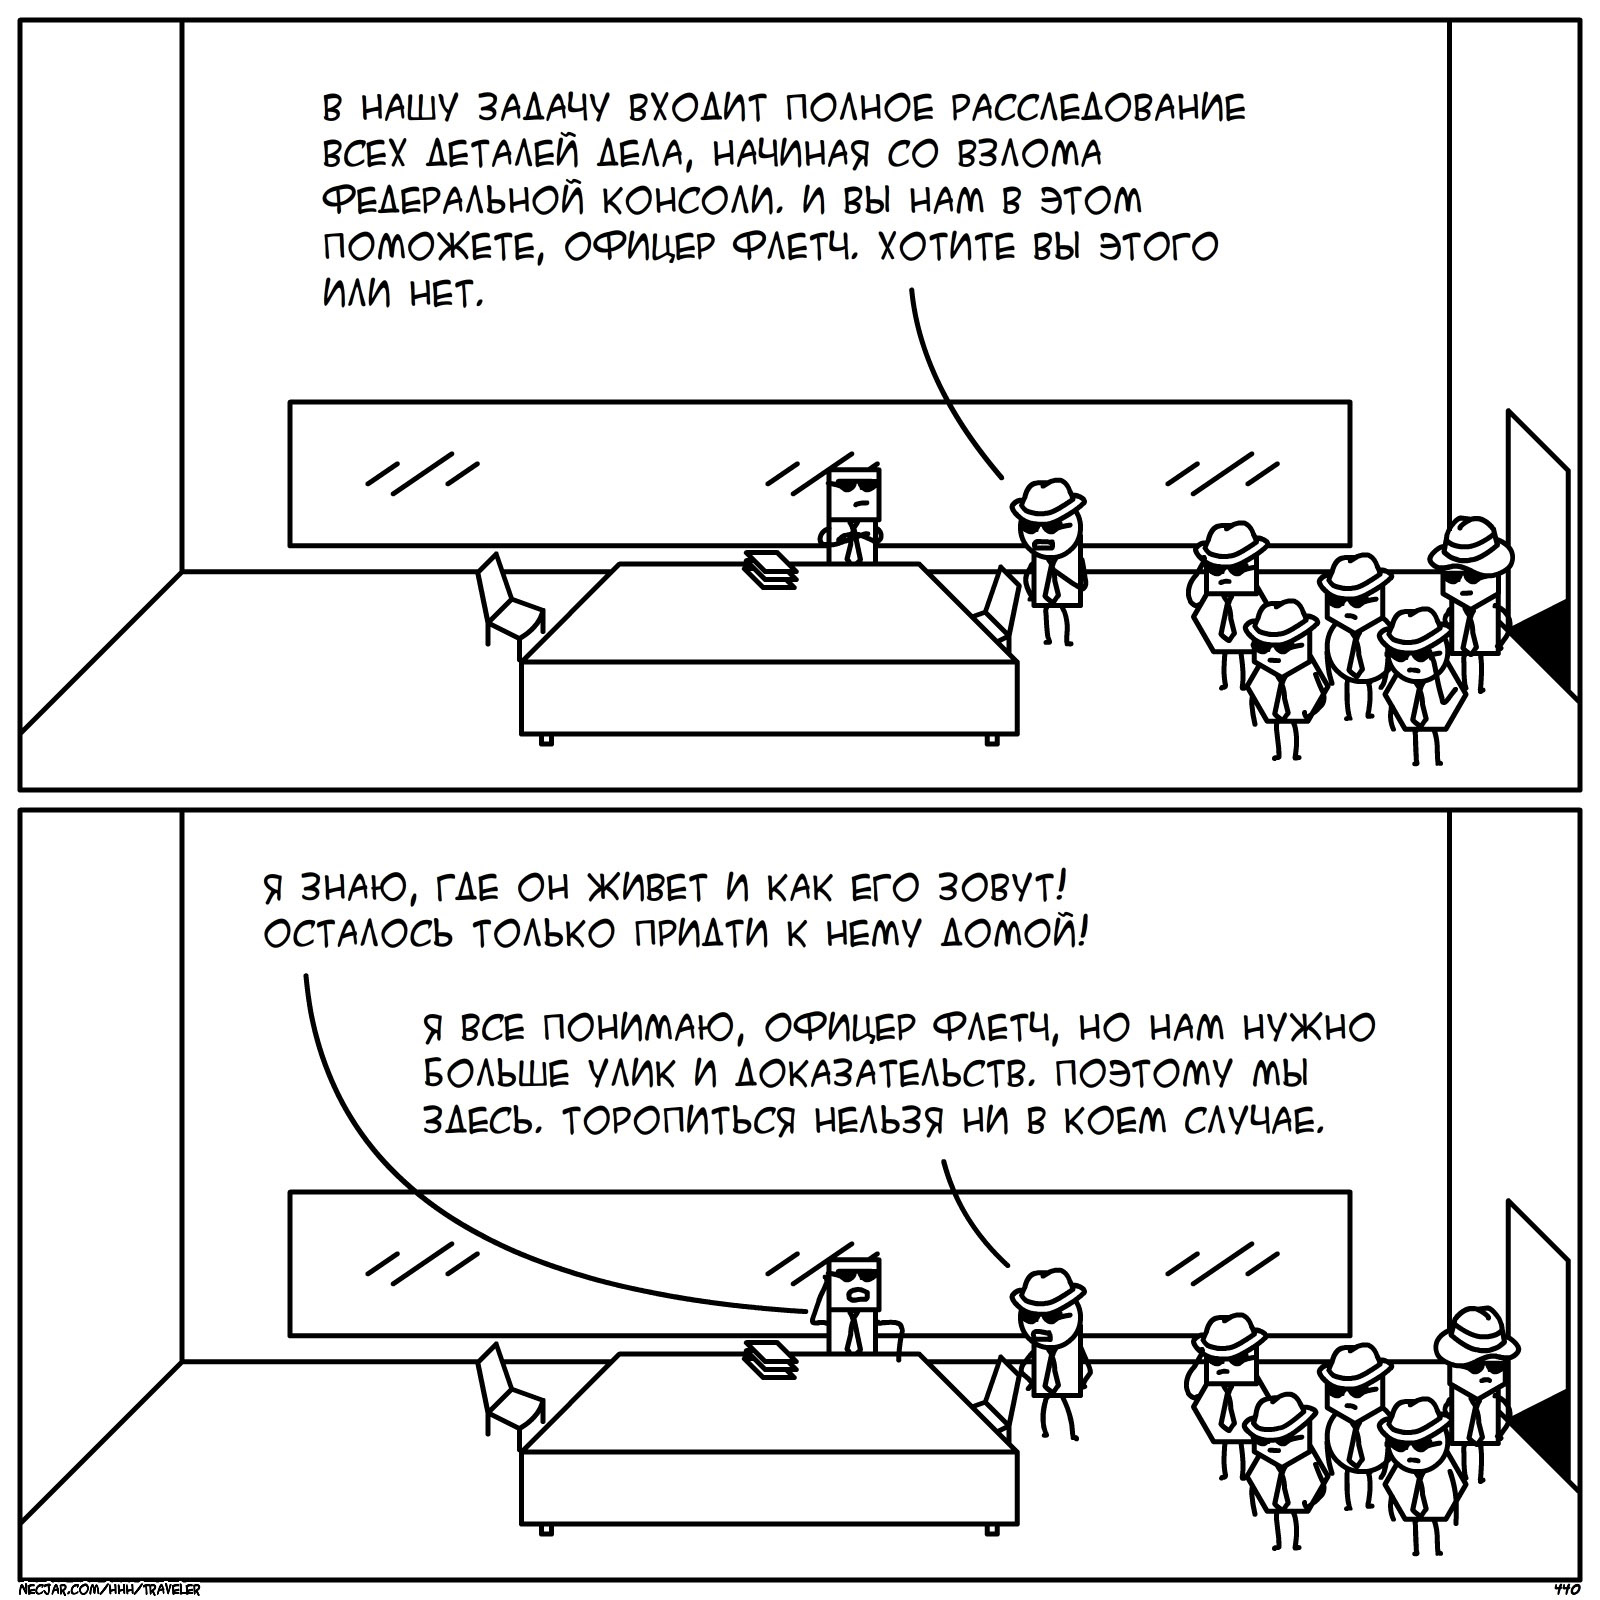 В НАШУ ЗАДАЧУ ВХОДИТ ПОЛНОЕ РАССЛЕДОВАНИЕ
ВСЕХ ДЕТАЛЕЙ ДЕЛА, НАЧИНАЯ СО ВЗЛОМА
ФЕДЕРАЛЬНОЙ КОНСОЛИ. И ВЫ НАМ В ЭТОМ
ПОМОЖЕТЕ, ОФИЦЕР ФЛЕТЧ. ХОТИТЕ ВЫ ЭТОГО
ИЛИ НЕТ.
Я ЗНАЮ, ГДЕ ОН ЖИВЕТ И КАК ЕГО ЗОВУТ!
ОСТАЛОСЬ ТОЛЬКО ПРИДТИ К НЕМУ ДОМОЙ!
Я ВСЕ ПОНИМАЮ, ОФИЦЕР ФЛЕТЧ, НО НАМ НУЖНО
БОЛЬШЕ УЛИК И ДОКАЗАТЕЛЬСТВ. ПОЭТОМУ МЫ
ЗДЕСЬ. ТОРОПИТЬСЯ НЕЛЬЗЯ НИ В КОЕМ СЛУЧАЕ.
NECJAR.COM/HHH/TRAVELER
440